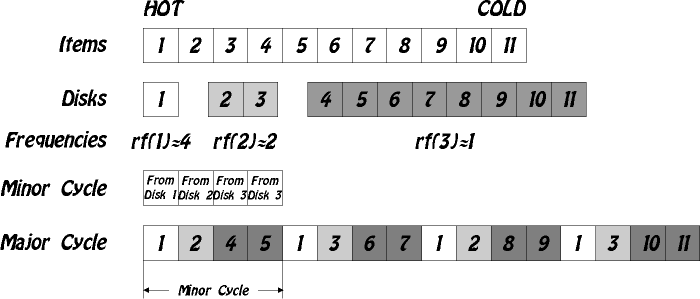 HOT COLD
Items 1 2 3 4 5 6 7 8 9 10 11
Disks 1 2 3 4 5 6 7 8 9 10 11
Frequencies rf(1)≈4 rf(2)≈2 rf(3)≈1
Minor Cycle From Disk 1 From Disk 2 From Disk 3 From Disk 3
Major Cycle 1 2 4 5 1 3 6 7 1 2 8 9 1 3 10 11
Minor Cycle